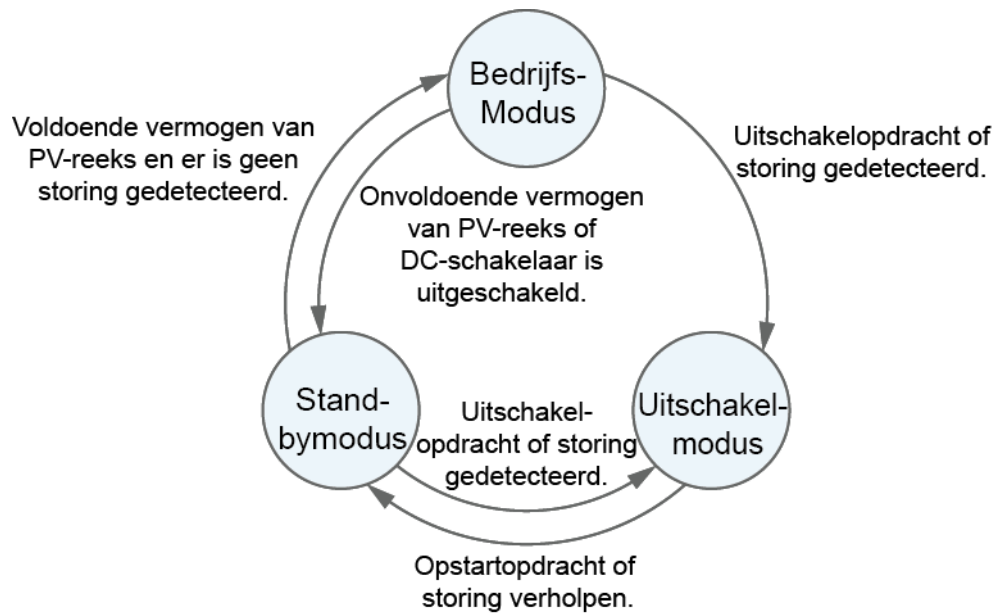 Bedrijfs-
Modus
Voldoende vermogen van
PV-reeks en er is geen
storing gedetecteerd.
Uitschakelopdracht of
storing gedetecteerd.
Onvoldoende vermogen
van PV-reeks of
DC-schakelaar is
uitgeschakeld.
Stand-
bymodus
Uitschakel-
opdracht of storing
gedetecteerd.
Uitschakel-
modus
Opstartopdracht of
storing verholpen.